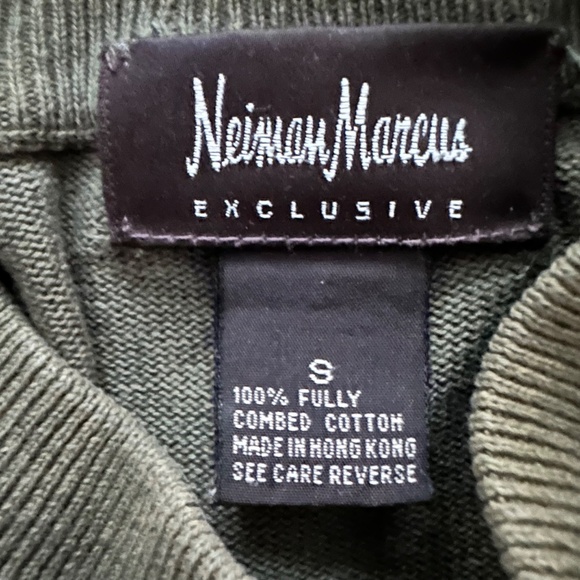 Neiman Marcus
EXCLUSIVE
S
100% FULLY
COMBED COTTON
MADE IN HONG KONG
SEE CARE REVERSE